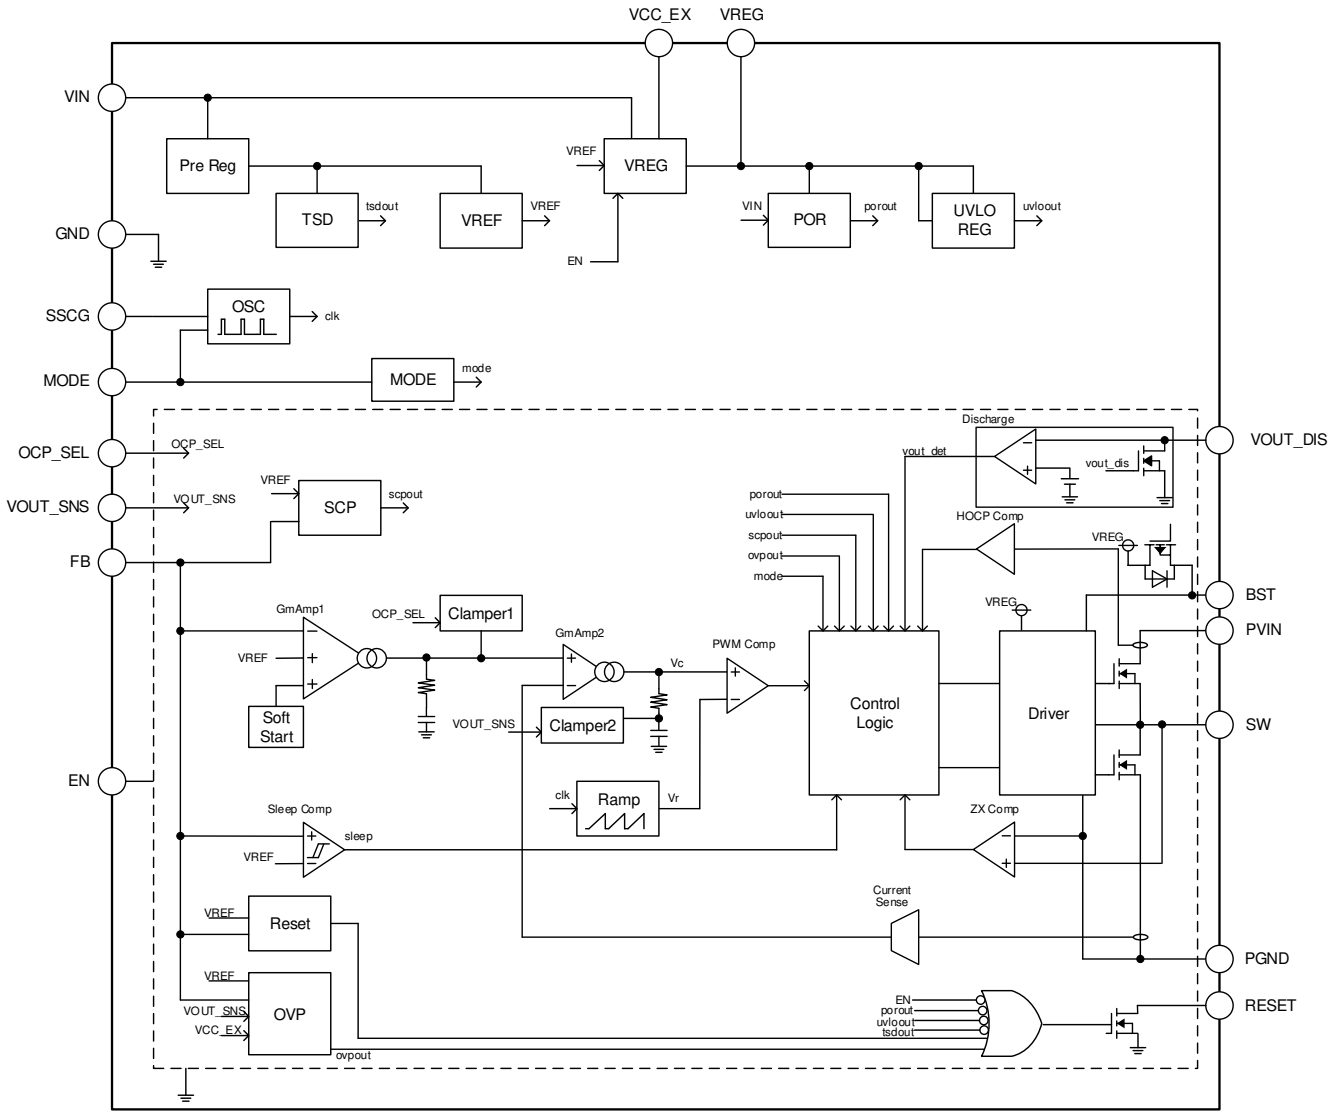 VCC_EX
VREG
VIN
Pre Reg
VREF
VREG
TSD
tsdout
VREF
VREF
VIN
POR
porout
UVLO
REG
uvloout
GND
EN
SSCG
OSC
clk
MODE
MODE
mode
OCP_SEL
OCP_SEL
VOUT_SNS
VOUT_SNS
VREF
SCP
scpout
FB
Discharge
vout_det
vout_dis
VOUT_DIS
porout
uvloout
scpout
ovpout
mode
HOCP Comp
VREG
BST
VREG
PVIN
GmAmp1
VREF
Soft
Start
OCP_SEL
Clamper1
GmAmp2
Vc
PWM Comp
VOUT_SNS
Clamper2
Control
Logic
Driver
SW
EN
clk
Ramp
Vr
Sleep Comp
sleep
VREF
ZX Comp
Current
Sense
VREF
Reset
PGND
VREF
VOUT_SNS
VCC_EX
OVP
ovpout
EN
porout
uvloout
tsdout
RESET